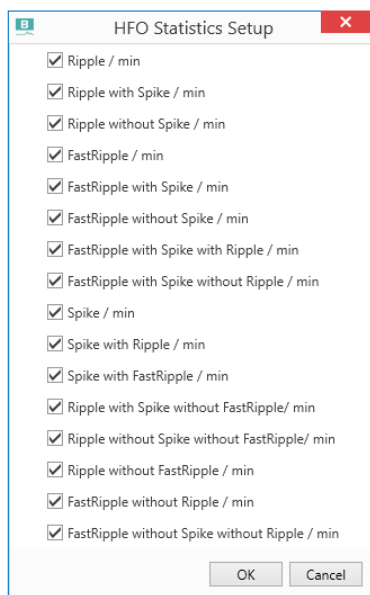 B
HFO Statistics Setup
Ripple / min
Ripple with Spike / min
Ripple without Spike / min
FastRipple / min
FastRipple with Spike / min
FastRipple without Spike / min
FastRipple with Spike with Ripple / min
FastRipple with Spike without Ripple / min
Spike / min
Spike with Ripple / min
Spike with FastRipple / min
Ripple with Spike without FastRipple/ min
Ripple without Spike without FastRipple/ min
Ripple without FastRipple / min
FastRipple without Ripple / min
FastRipple without Spike without Ripple / min
OK Cancel